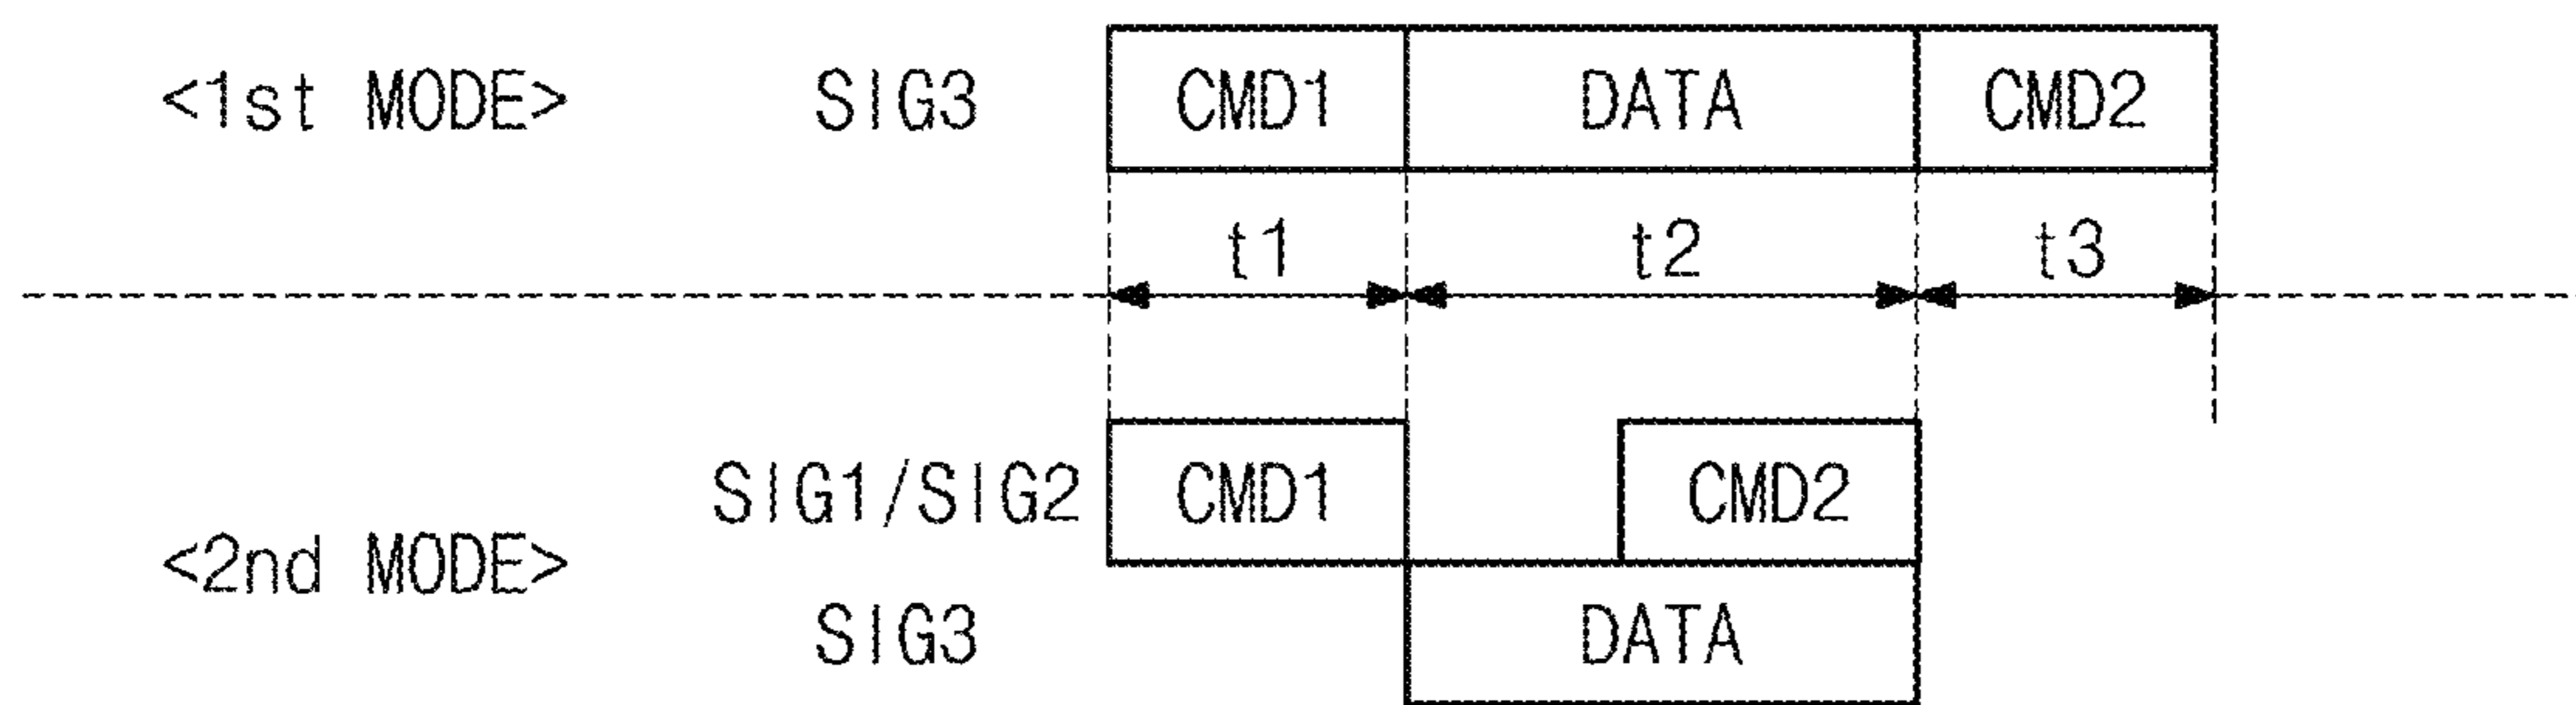 <1st MODE> SIG3 CMD1 DATA CMD2
t1 t2 t3
SIG1/SIG2 CMD1 CMD2
<2nd MODE>
SIG3 DATA